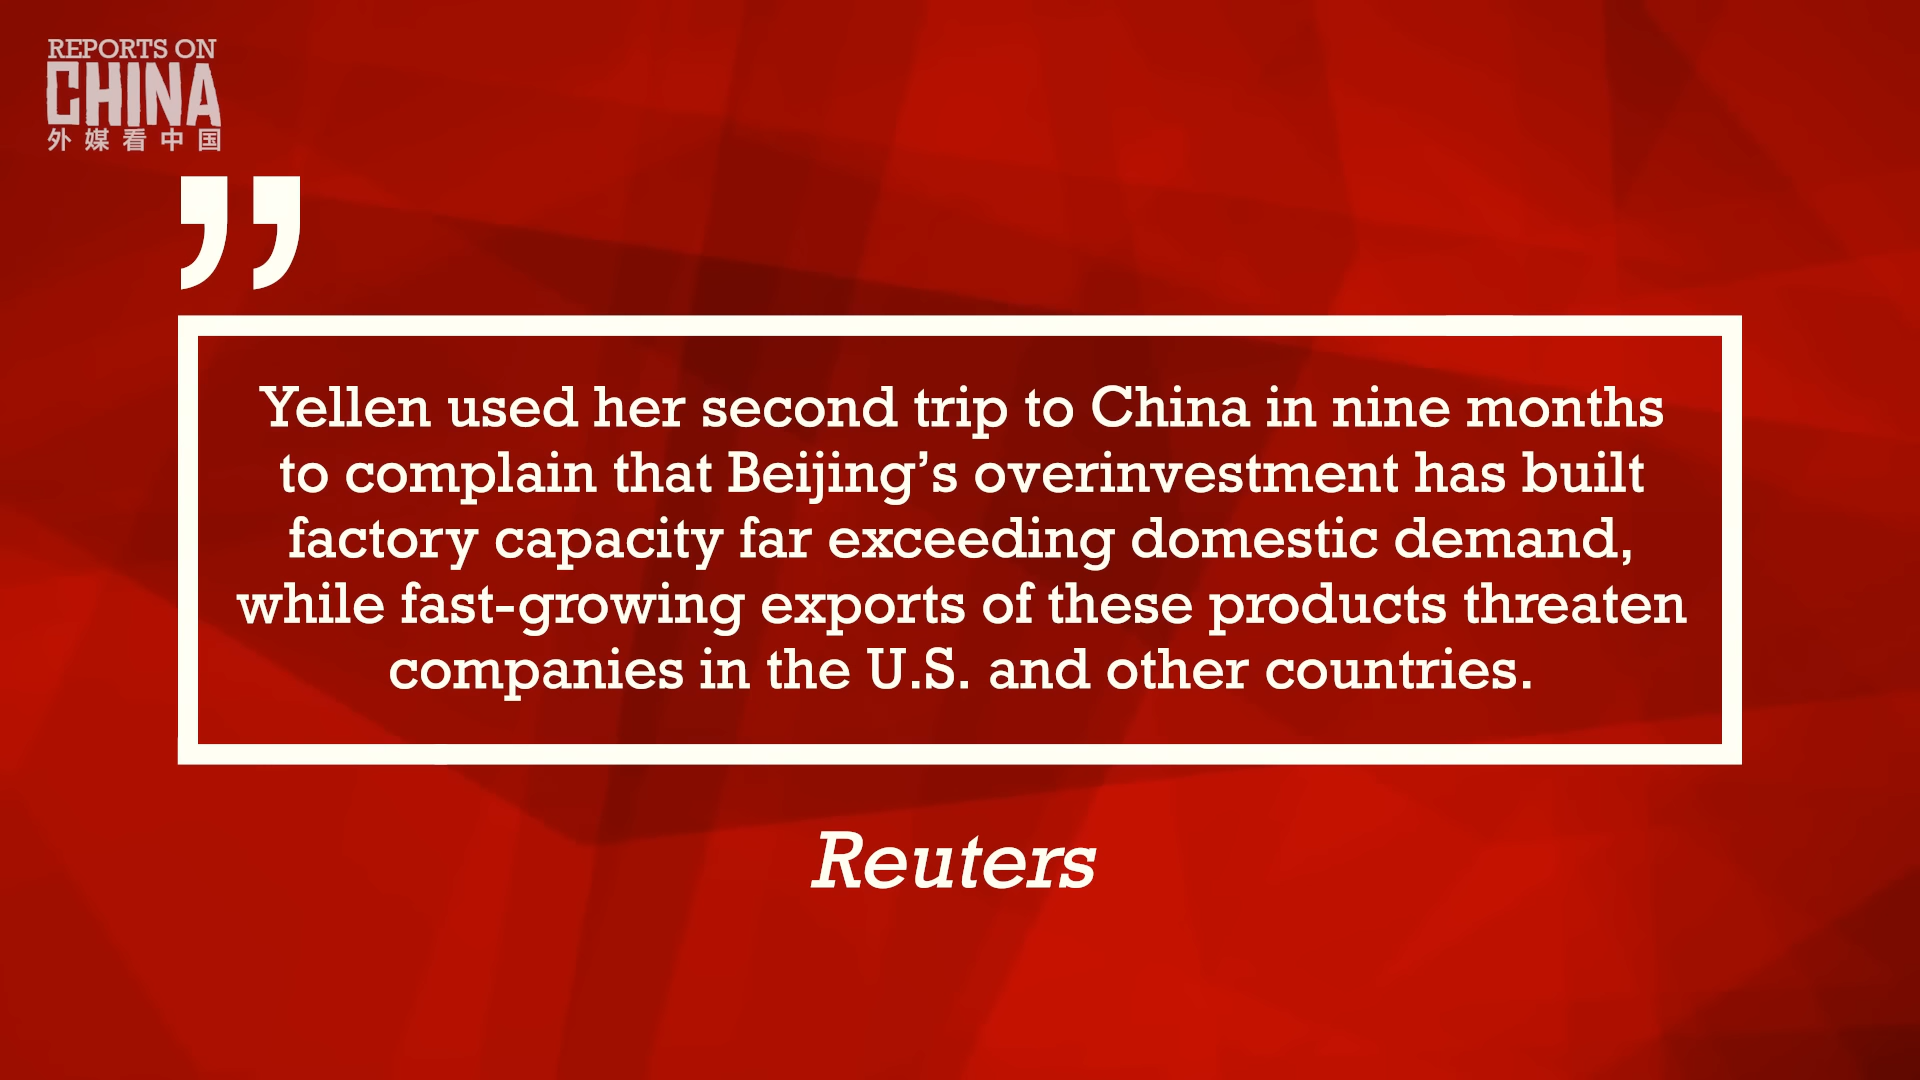 REPORTS ON
CHINA
外媒看中国
”
Yellen used her second trip to China in nine months
to complain that Beijing’s overinvestment has built
factory capacity far exceeding domestic demand,
while fast-growing exports of these products threaten
companies in the U.S. and other countries.
Reuters